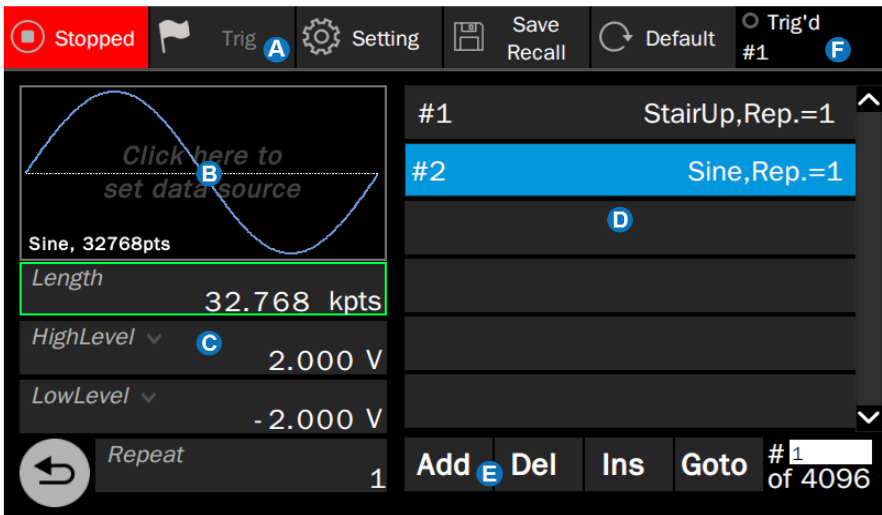 Stopped
Trig
A
Setting
Save
Recall
Default
Trig'd
#1
F
Click here to
set data source
B
Sine, 32768pts
Length
32.768 kpts
HighLevel
C
2.000 V
LowLevel
-2.000 V
Repeat
1
#1 StairUp,Rep.=1
#2 Sine,Rep.=1
D
Add
E
Del
Ins
Goto
# 1
of 4096